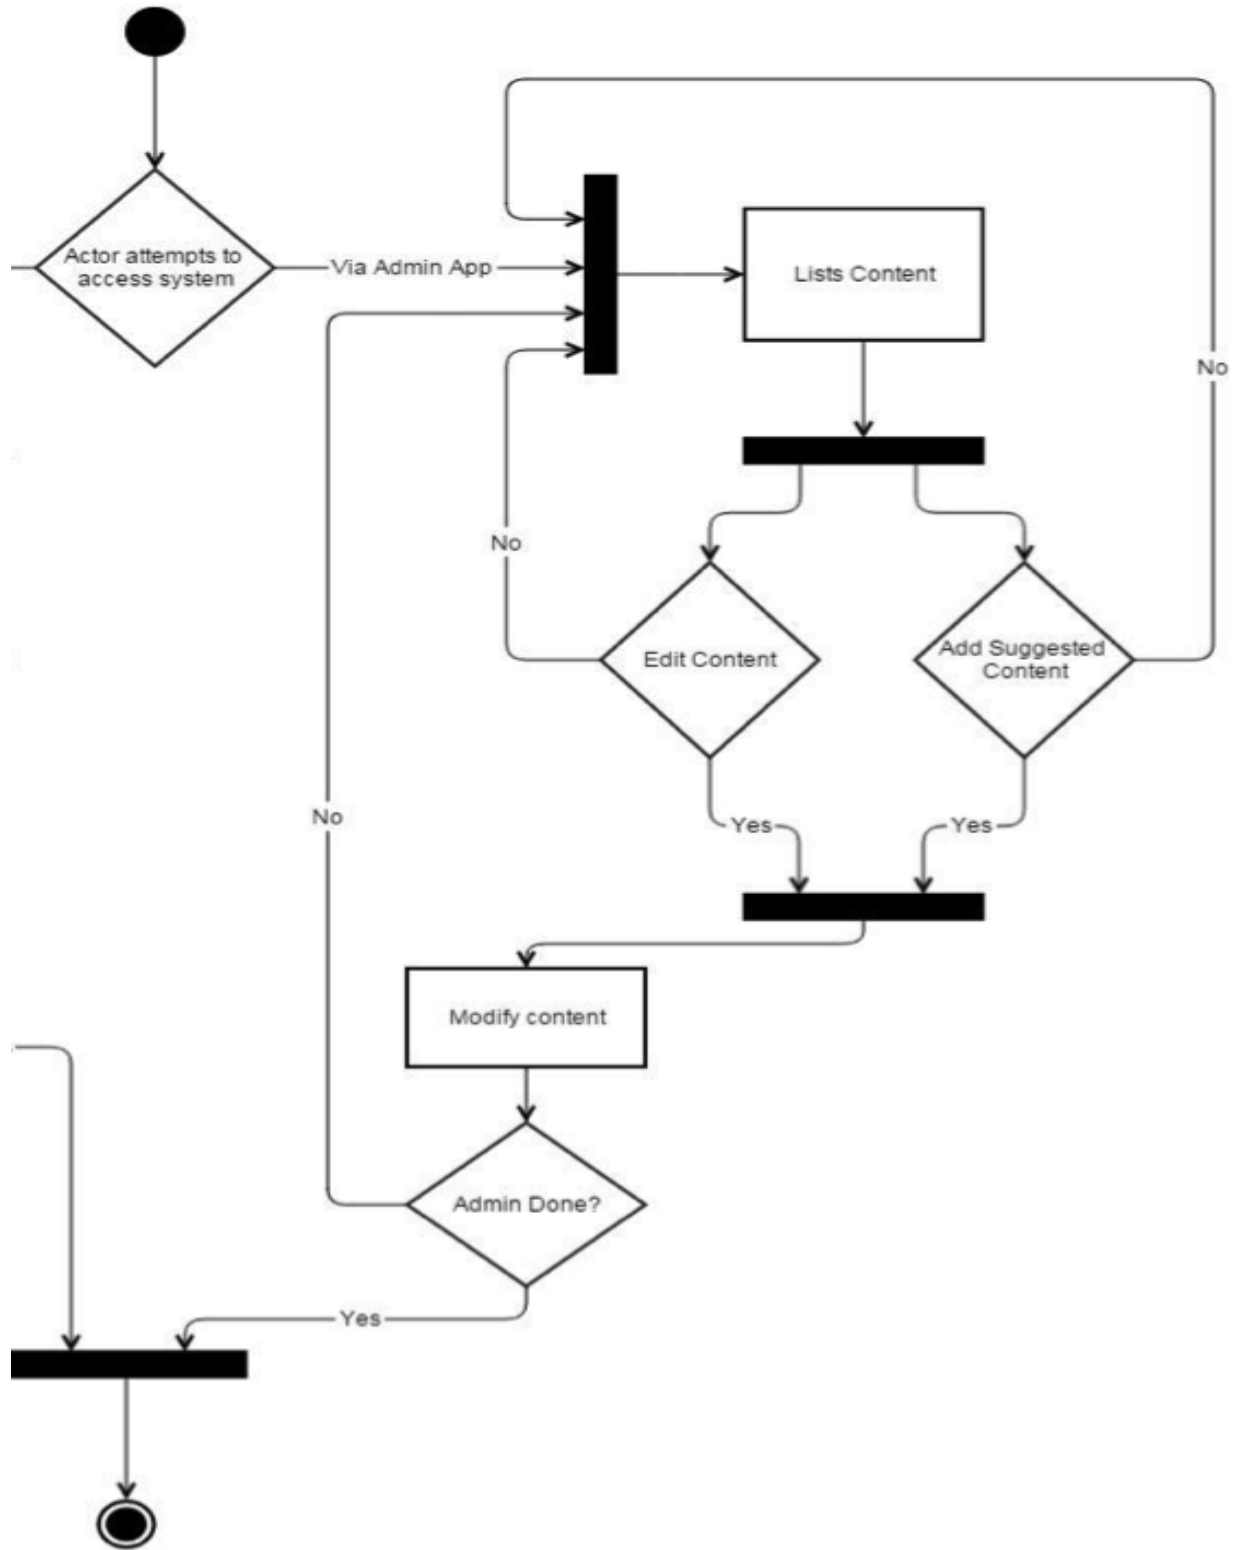 Actor attempts to
access system
Via Admin App
Lists Content
No
No
Edit Content
Add Suggested
Content
No
Yes
Yes
Modify content
Admin Done?
Yes